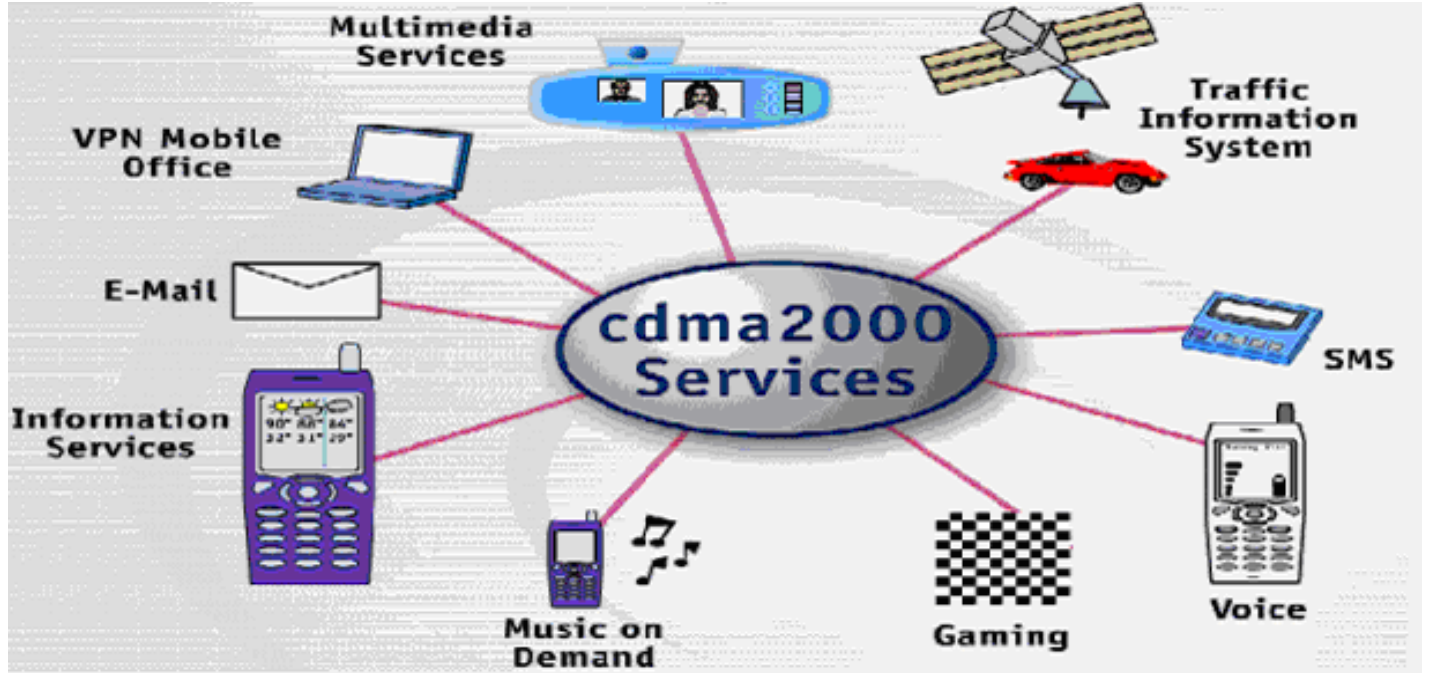 Multimedia
Services
Traffic
Information
System
VPN Mobile
Office
E-Mail
cdma2000
Services
SMS
Information
Services
Music on
Demand
Gaming
Voice